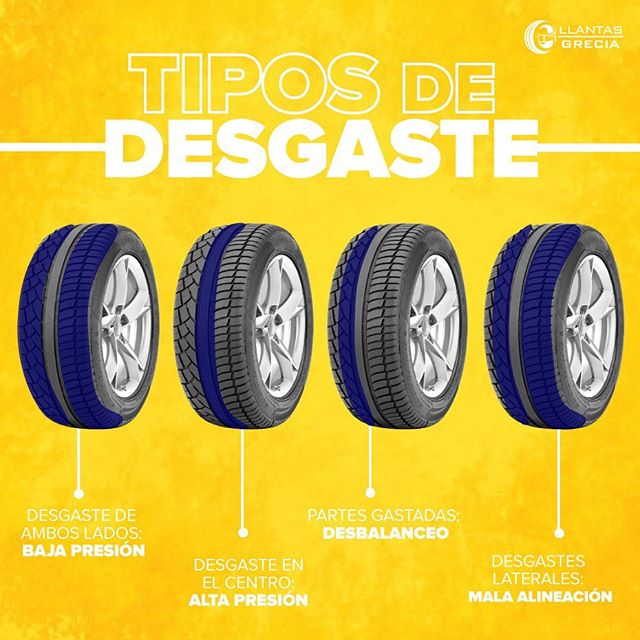 LLANTAS
GRECIA
TIPOS DE
DESGASTE
DESGASTE DE
AMBOS LADOS:
BAJA PRESIÓN
DESGASTE EN
EL CENTRO:
ALTA PRESIÓN
PARTES GASTADAS:
DESBALANCEO
DESGASTES
LATERALES:
MALA ALINEACIÓN